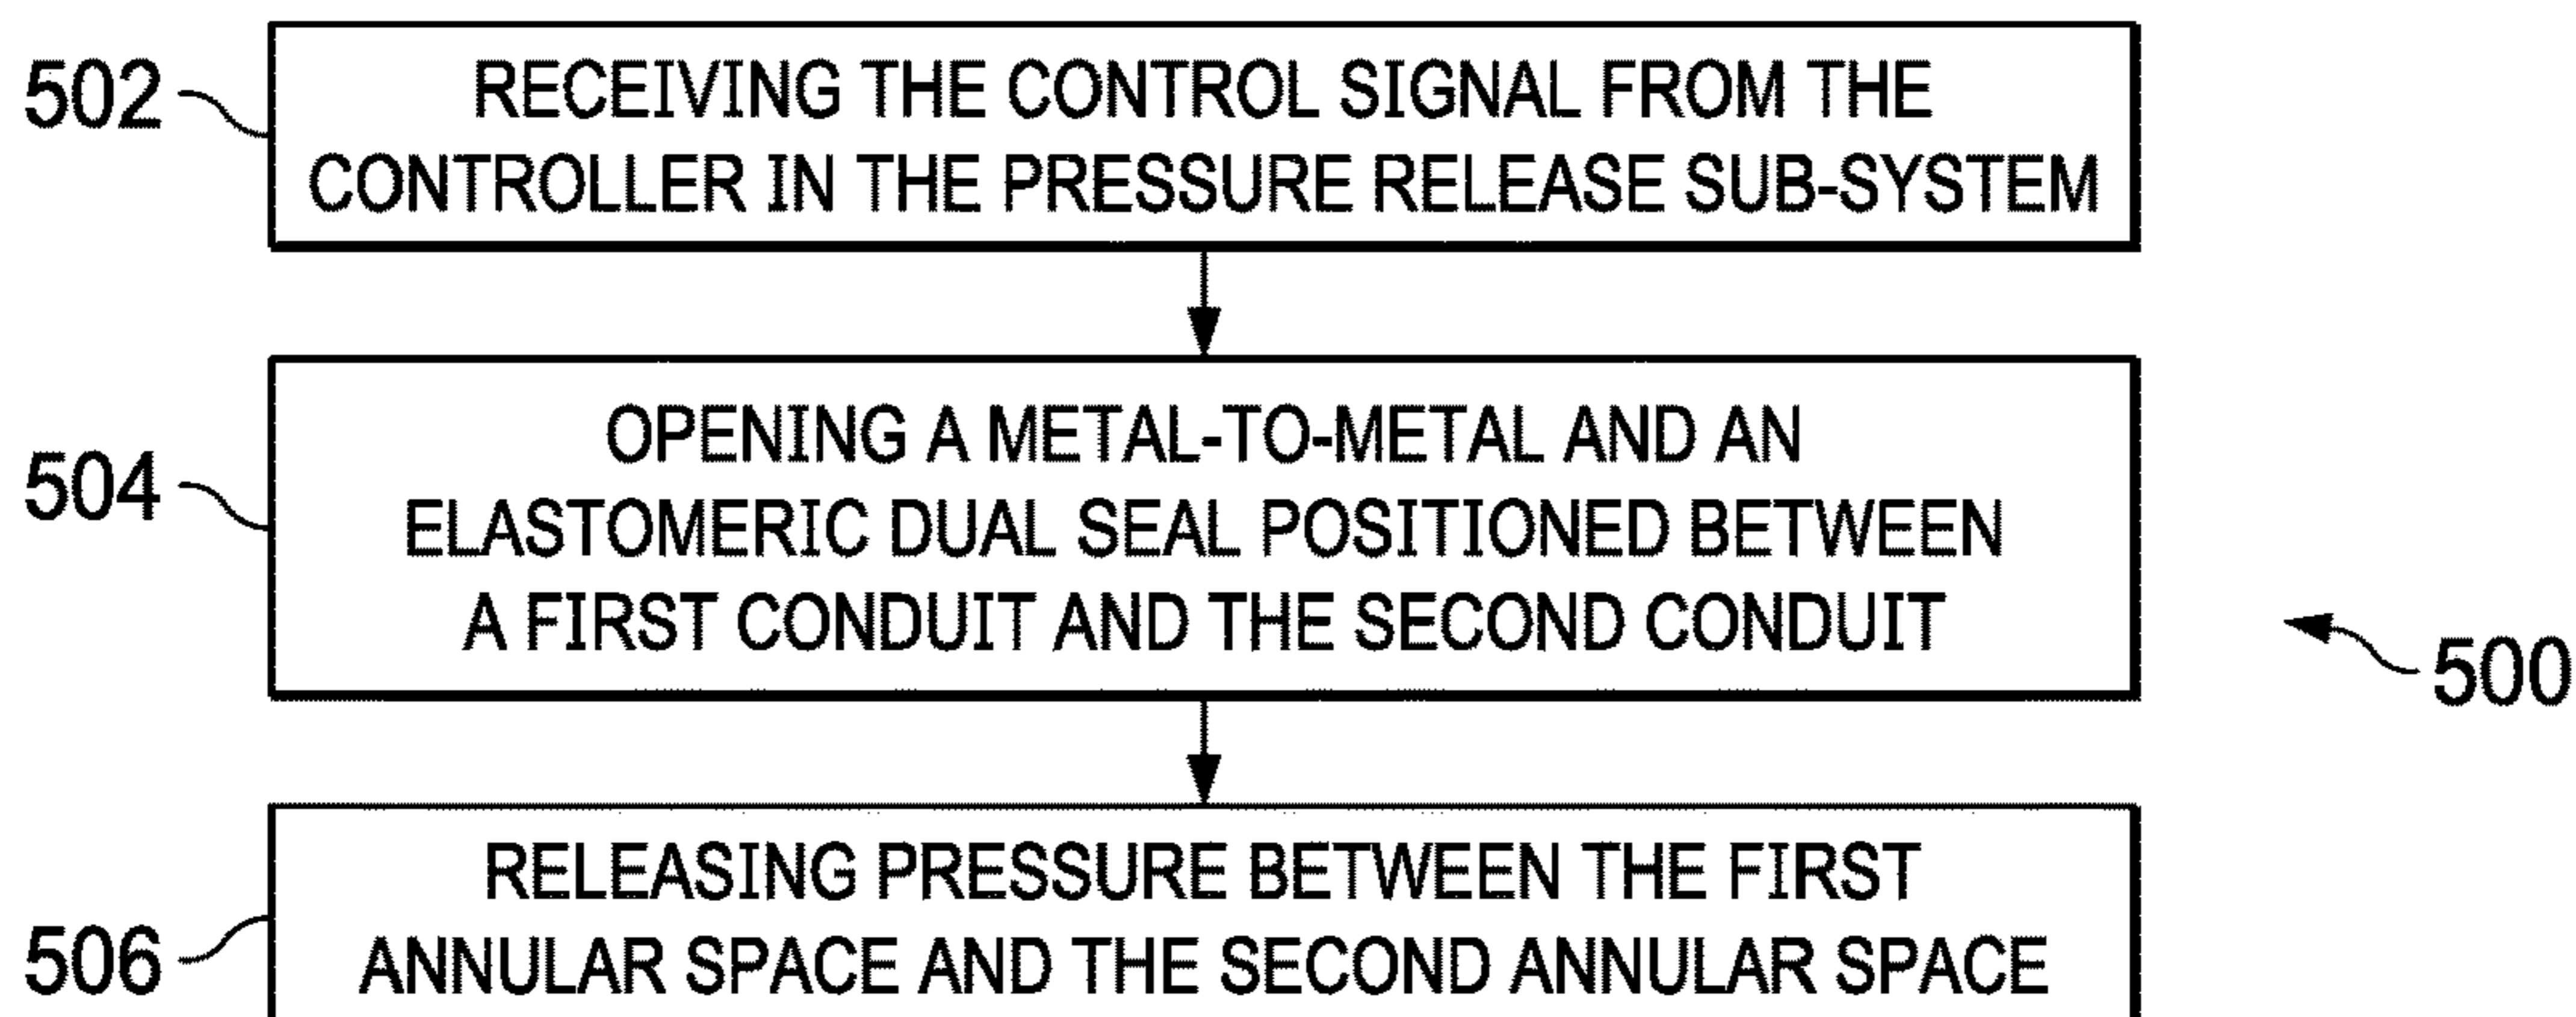 502
RECEIVING THE CONTROL SIGNAL FROM THE
CONTROLLER IN THE PRESSURE RELEASE SUB-SYSTEM
504
OPENING A METAL-TO-METAL AND AN
ELASTOMERIC DUAL SEAL POSITIONED BETWEEN
A FIRST CONDUIT AND THE SECOND CONDUIT
500
506
RELEASING PRESSURE BETWEEN THE FIRST
ANNULAR SPACE AND THE SECOND ANNULAR SPACE